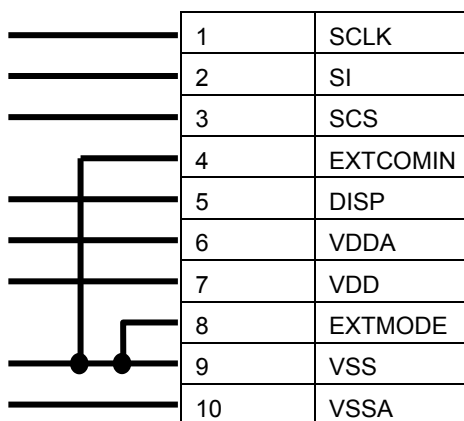 1 SCLK
2 SI
3 SCS
4 EXTCOMIN
5 DISP
6 VDDA
7 VDD
8 EXTMODE
9 VSS
10 VSSA